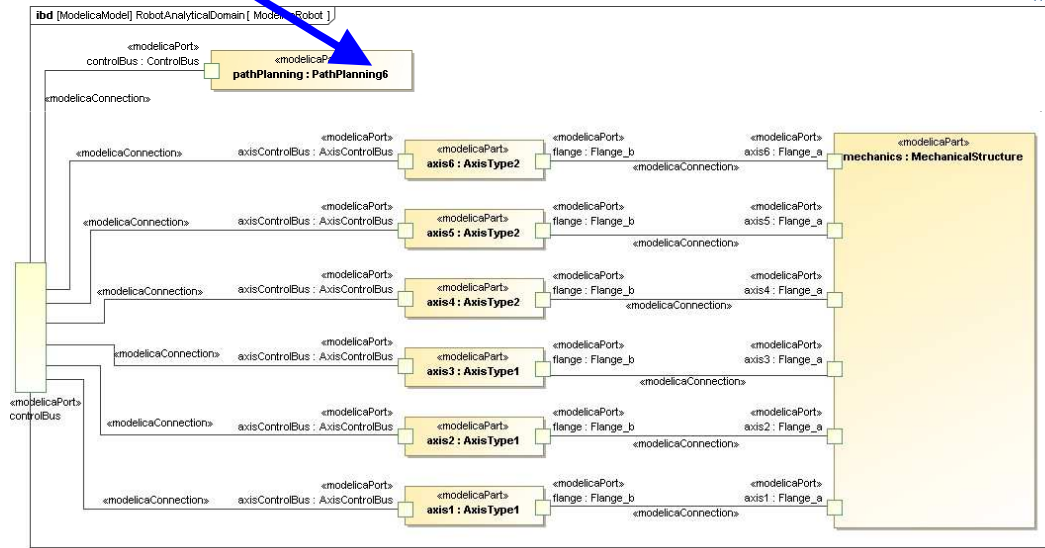 ibd [ModelicaModel] RobotAnalyticalDomain [ Robot ]
«modelicaPort»
controlBus : ControlBus
pathPlanning : PathPlanning6
«modelicaConnection»
«modelicaPort»
axisControlBus : AxisControlBus
«modelicaConnection»
«modelicaPart»
axis6 : AxisType2
«modelicaPort»
flange : Flange_b
«modelicaConnection»
«modelicaPort»
axis6 : Flange_a
«modelicaPart»
mechanics : MechanicalStructure
«modelicaPort»
axisControlBus : AxisControlBus
«modelicaConnection»
«modelicaPart»
axis5 : AxisType2
«modelicaPort»
flange : Flange_b
«modelicaConnection»
«modelicaPort»
axis5 : Flange_a
«modelicaPort»
axisControlBus : AxisControlBus
«modelicaConnection»
«modelicaPart»
axis4 : AxisType2
«modelicaPort»
flange : Flange_b
«modelicaConnection»
«modelicaPort»
axis4 : Flange_a
«modelicaPort»
axisControlBus : AxisControlBus
«modelicaConnection»
«modelicaPart»
axis3 : AxisType1
«modelicaPort»
flange : Flange_b
«modelicaConnection»
«modelicaPort»
axis3 : Flange_a
«modelicaPort»
controlBus
«modelicaPort»
axisControlBus : AxisControlBus
«modelicaConnection»
«modelicaPart»
axis2 : AxisType1
«modelicaPort»
flange : Flange_b
«modelicaConnection»
«modelicaPort»
axis2 : Flange_a
«modelicaPort»
axisControlBus : AxisControlBus
«modelicaConnection»
«modelicaPart»
axis1 : AxisType1
«modelicaPort»
flange : Flange_b
«modelicaConnection»
«modelicaPort»
axis1 : Flange_a